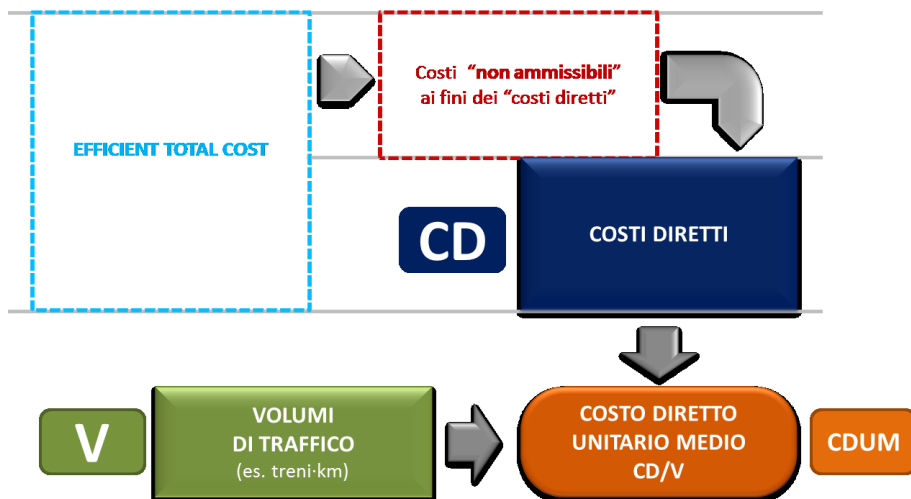 Costi “non ammissibili”
ai fini dei “costi diretti”
EFFICIENT TOTAL COST
CD
COSTI DIRETTI
V
VOLUMI
DI TRAFFICO
(es. treni·km)
COSTO DIRETTO
UNITARIO MEDIO
CD/V
CDUM